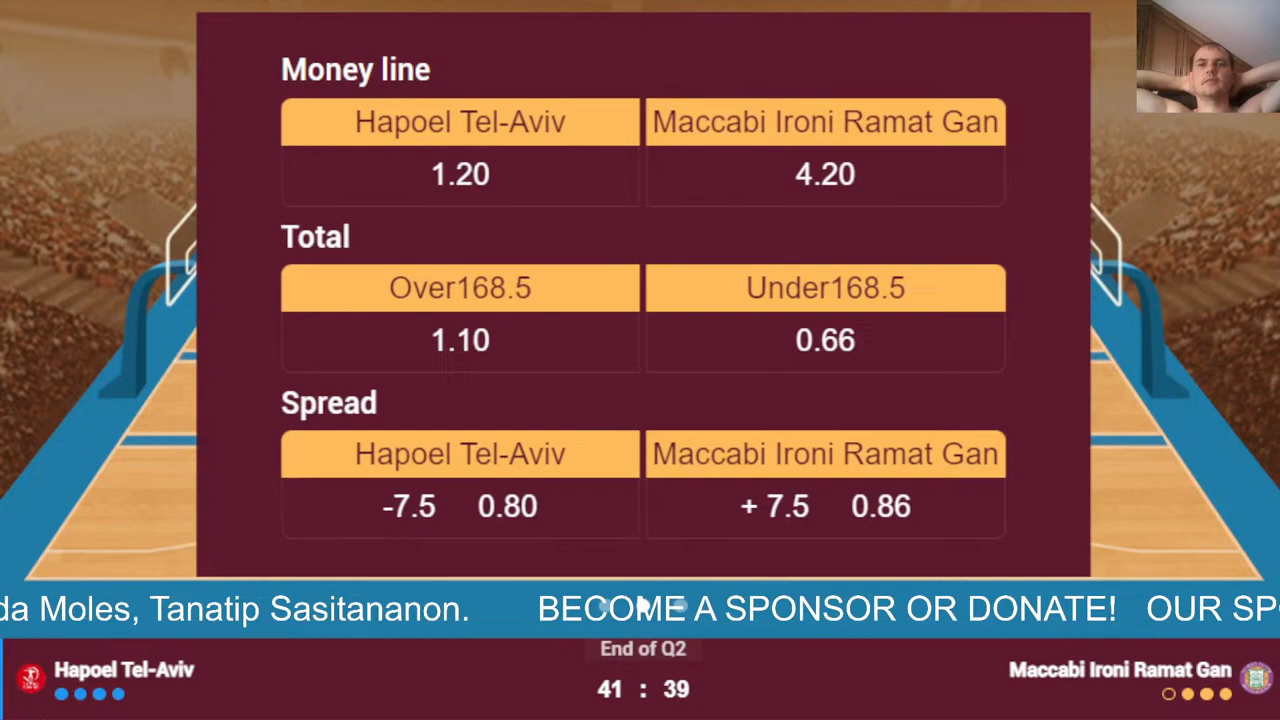 Money line
Hapoel Tel-Aviv
Maccabi Ironi Ramat Gan
1.20
4.20
Total
Over168.5
Under168.5
1.10
0.66
Spread
Hapoel Tel-Aviv
Maccabi Ironi Ramat Gan
-7.5 0.80
+ 7.5 0.86
da Moles, Tanatip Sasitananon. BECOME A SPONSOR OR DONATE! OUR SPO
End of Q2
Hapoel Tel-Aviv
41 : 39
Maccabi Ironi Ramat Gan